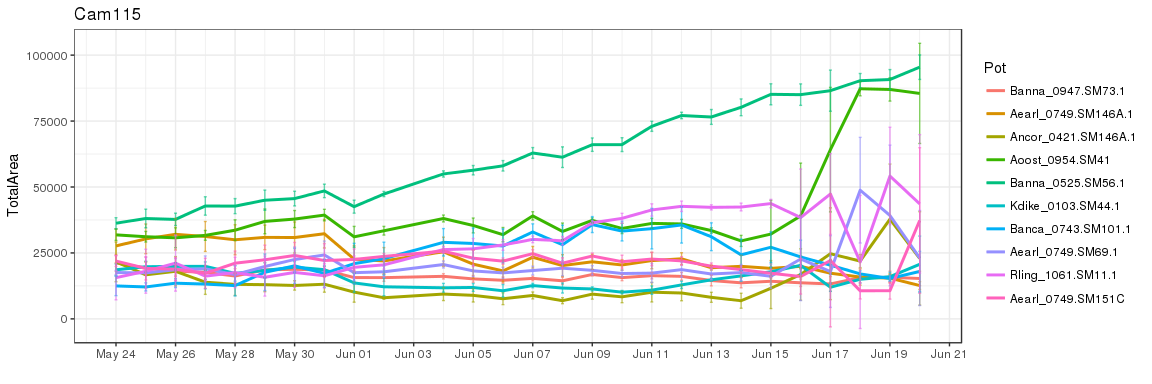 Cam115
TotalArea
100000
75000
50000
25000
0
May 24 May 26 May 28 May 30 Jun 01 Jun 03 Jun 05 Jun 07 Jun 09 Jun 11 Jun 13 Jun 15 Jun 17 Jun 19 Jun 21
Pot
Banna_0947.SM73.1
Aearl_0749.SM146A.1
Ancor_0421.SM146A.1
Aoost_0954.SM41
Banna_0525.SM56.1
Kdike_0103.SM44.1
Banca_0743.SM101.1
Aearl_0749.SM69.1
Rling_1061.SM11.1
Aearl_0749.SM151C